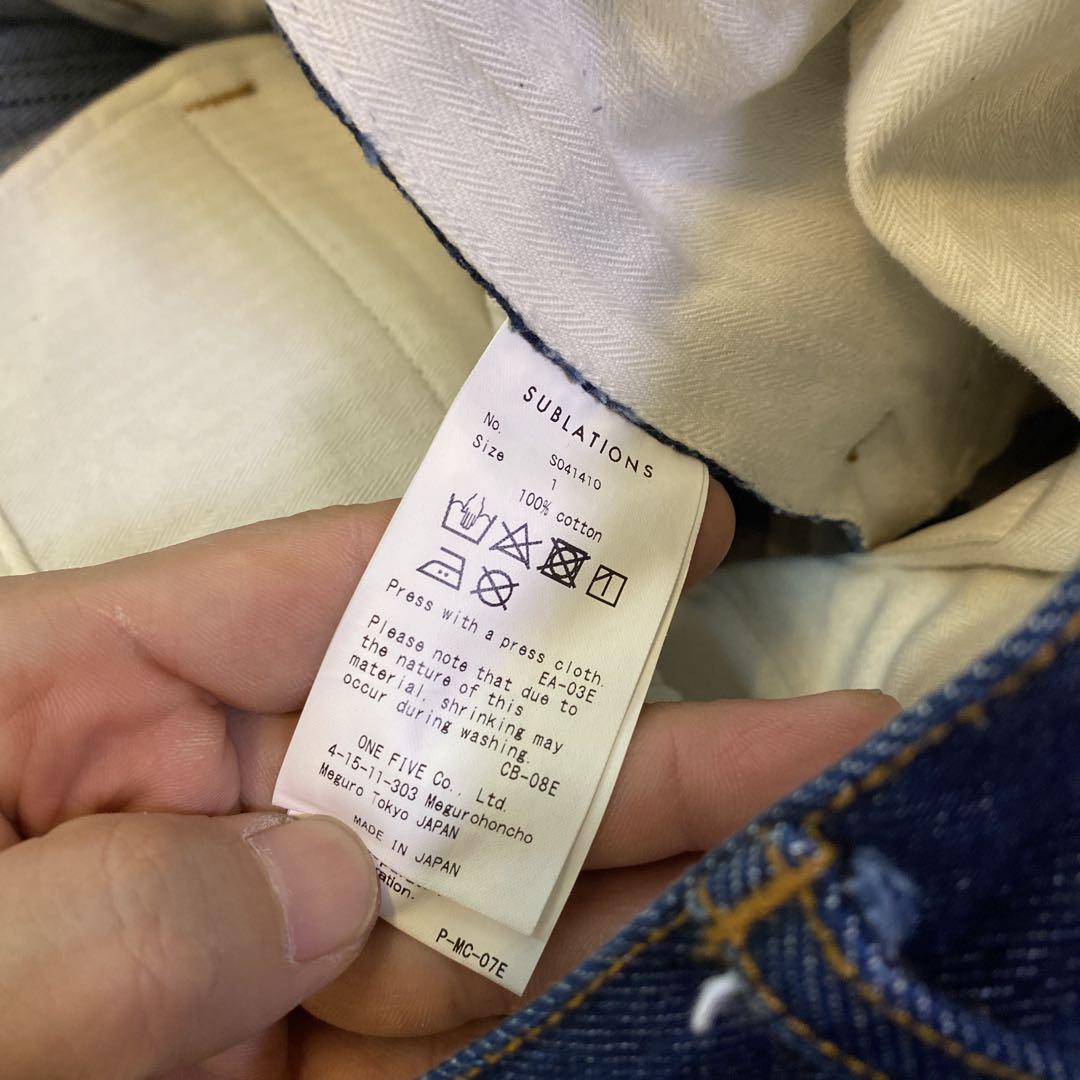 SUBLATIONS
No. S041410
Size 1
100% cotton
Press with a press cloth.
EA-03E
Please note that due to
the nature of this
material, shrinking may
occur during washing.
CB-08E
ONE FIVE Co., Ltd.
4-15-11-303 Megurohoncho
Meguro Tokyo JAPAN
MADE IN JAPAN
ration.
P-MC-07E